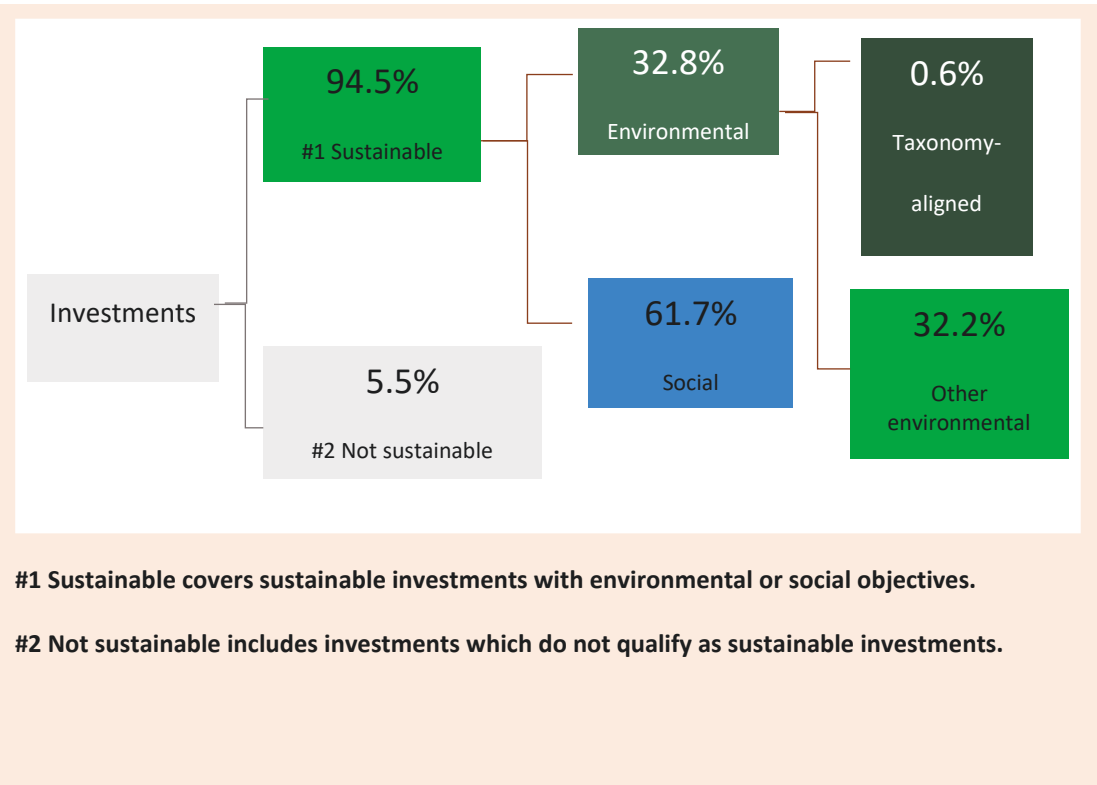 Investments
94.5%
#1 Sustainable
5.5%
#2 Not sustainable
32.8%
Environmental
61.7%
Social
0.6%
Taxonomy-
aligned
32.2%
Other
environmental
#1 Sustainable covers sustainable investments with environmental or social objectives.
#2 Not sustainable includes investments which do not qualify as sustainable investments.